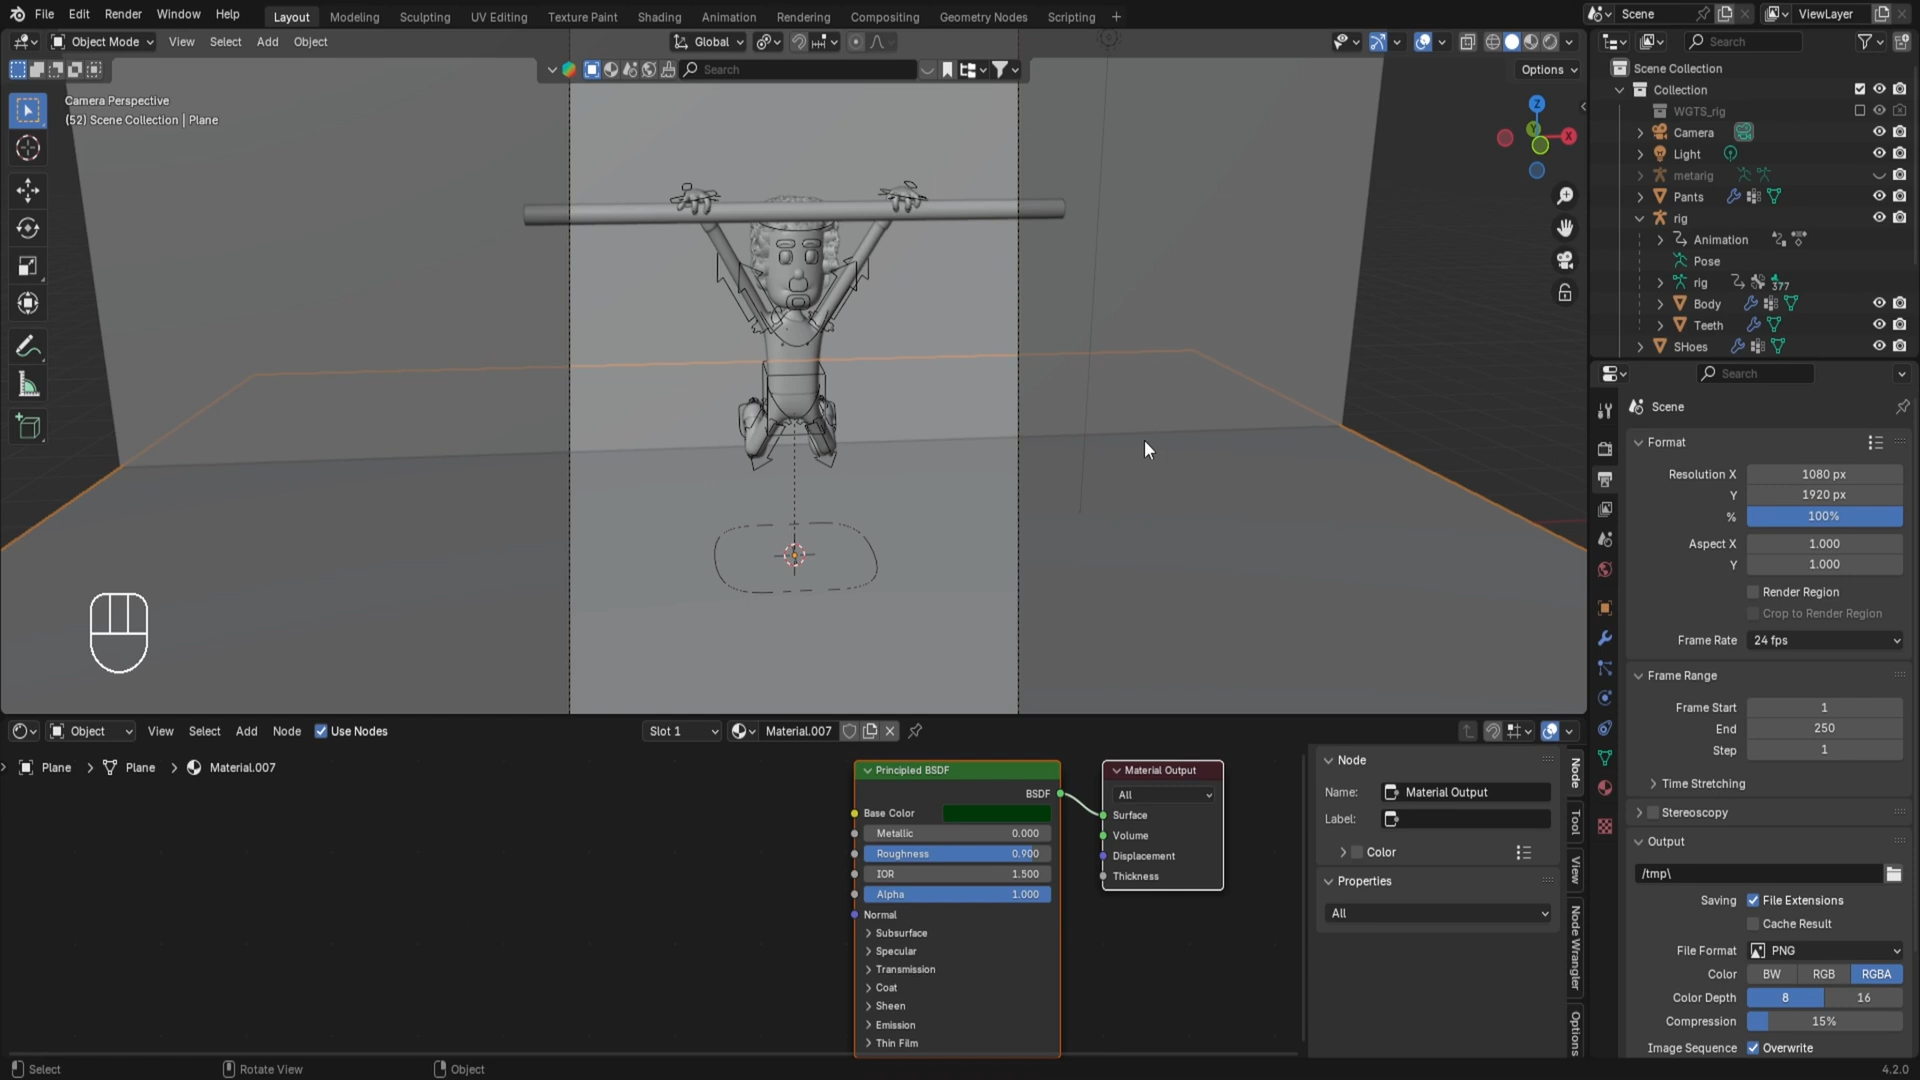 File Edit Render Window Help Layout Modeling Sculpting UV Editing Texture Paint Shading Animation Rendering Compositing Geometry Nodes Scripting + Scene ViewLayer
Object Mode View Select Add Object Global Search
Search Options
Camera Perspective
(52) Scene Collection | Plane
Z
Y
X
Scene Collection
Collection
WGTS_rig
Camera
Light
metarig
Pants
rig
Animation
Pose
rig 377
Body
Teeth
SHoes
Search
Scene
Format
Resolution X 1080 px
Y 1920 px
% 100%
Aspect X 1.000
Y 1.000
Render Region
Crop to Render Region
Frame Rate 24 fps
Frame Range
Frame Start 1
End 250
Step 1
Time Stretching
Stereoscopy
Output
/tmp\
Saving File Extensions
Cache Result
File Format PNG
Color BW RGB RGBA
Color Depth 8 16
Compression 15%
Image Sequence Overwrite
Object View Select Add Node Use Nodes Slot 1 Material.007
Plane > Plane > Material.007
Principled BSDF
BSDF
Base Color
Metallic 0.000
Roughness 0.900
IOR 1.500
Alpha 1.000
Normal
Subsurface
Specular
Transmission
Coat
Sheen
Emission
Thin Film
Material Output
All
Surface
Volume
Displacement
Thickness
Node
Name: Material Output
Label:
Color
Properties
All
Node
Tool
View
Node Wrangler
Options
Select Rotate View Object 4.2.0